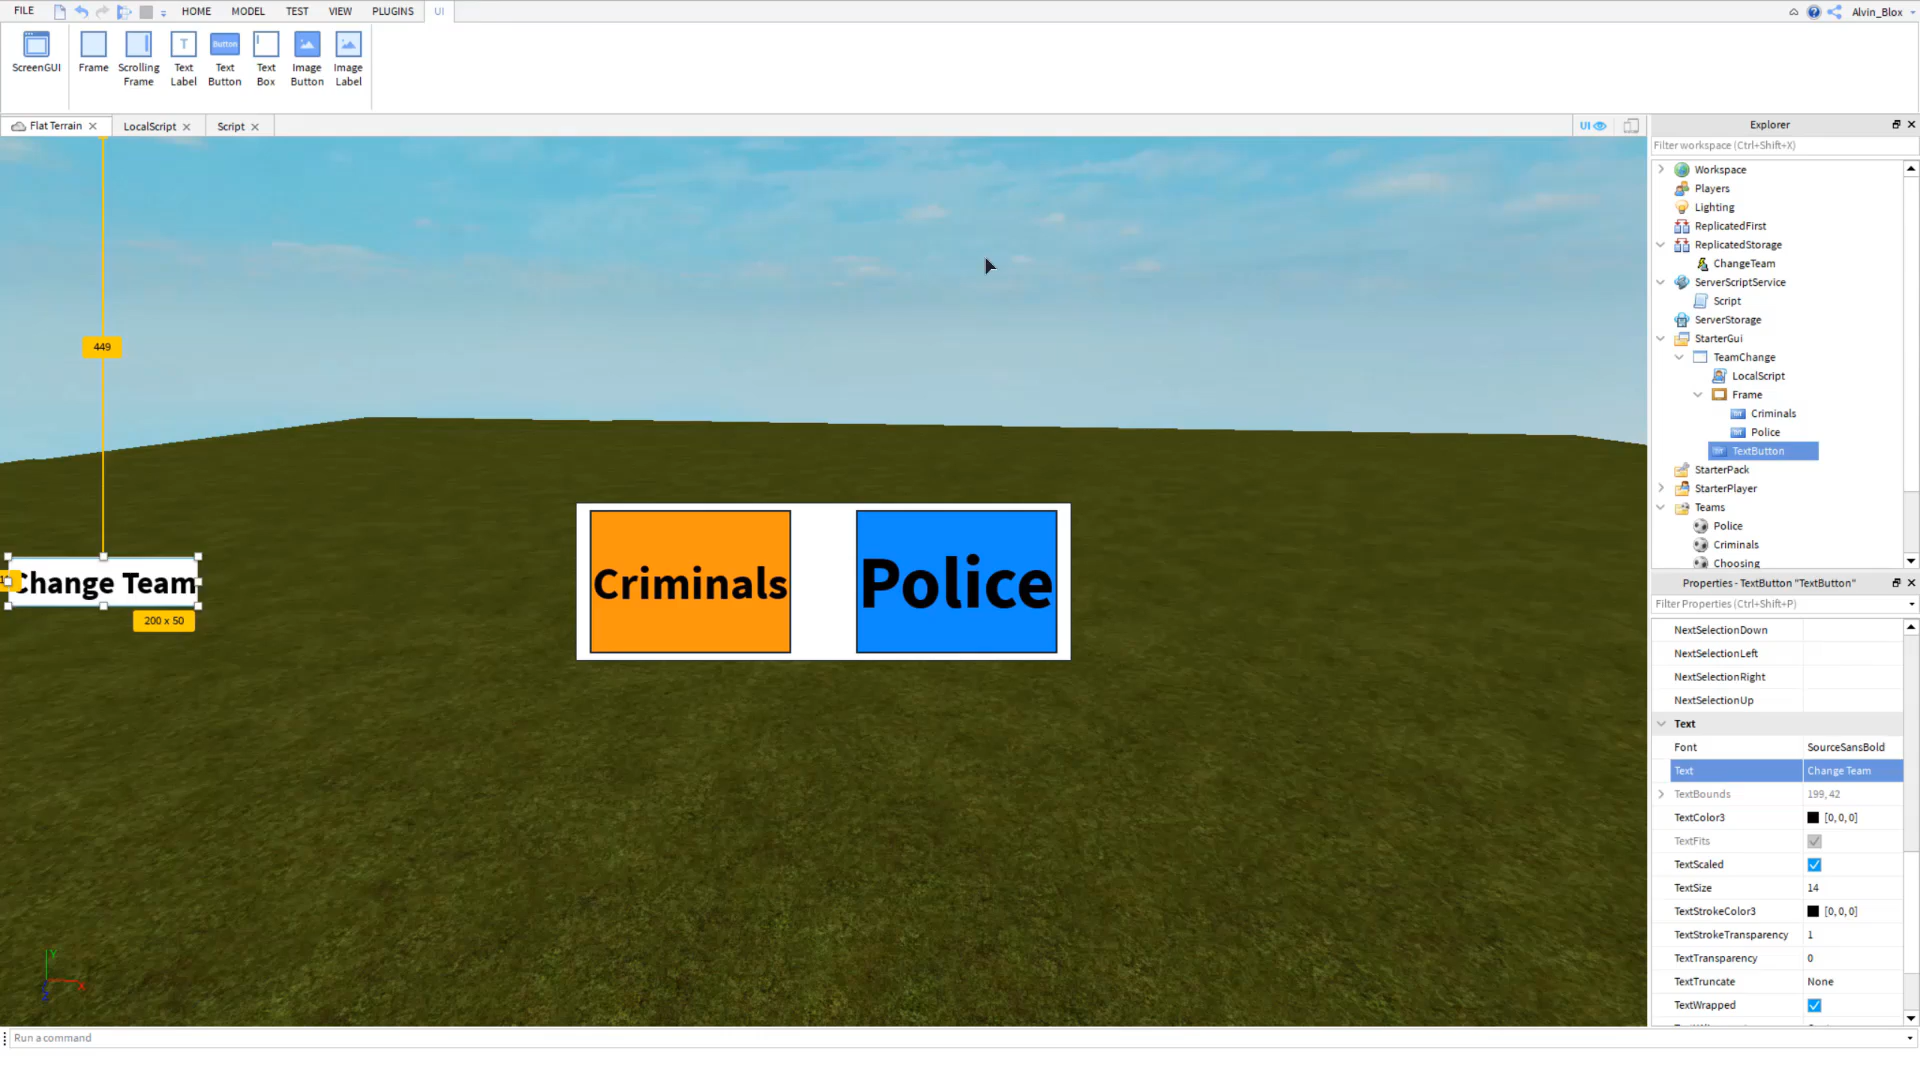 FILE HOME MODEL TEST VIEW PLUGINS UI Alvin_Blox
ScreenGUI Frame Scrolling Frame Text Label Text Button Button Text Box Image Button Image Label
Flat Terrain LocalScript Script UI
Explorer
Filter workspace (Ctrl+Shift+X)
Workspace
Players
Lighting
ReplicatedFirst
ReplicatedStorage
ChangeTeam
ServerScriptService
Script
ServerStorage
StarterGui
TeamChange
LocalScript
Frame
Criminals
Police
TextButton
StarterPack
StarterPlayer
Teams
Police
Criminals
Choosing
449
Change Team
200 x 50
Criminals
Police
Properties - TextButton "TextButton"
Filter Properties (Ctrl+Shift+P)
NextSelectionDown
NextSelectionLeft
NextSelectionRight
NextSelectionUp
Text
Font SourceSansBold
Text Change Team
TextBounds 199, 42
TextColor3 [0, 0, 0]
TextFits
TextScaled
TextSize 14
TextStrokeColor3 [0, 0, 0]
TextStrokeTransparency 1
TextTransparency 0
TextTruncate None
TextWrapped
Y
X
Z
Run a command